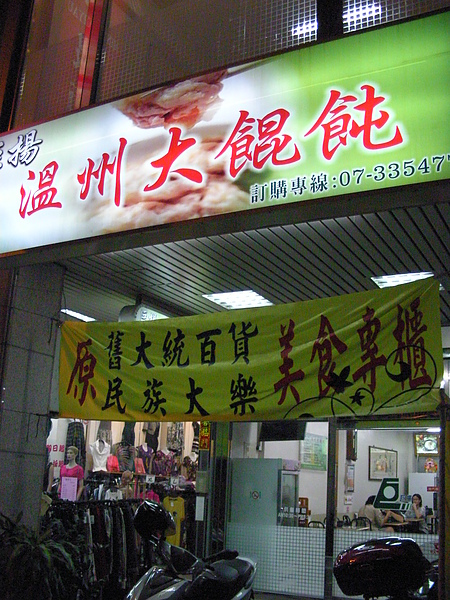 揚
溫州大餛飩
訂購專線:07-33547
原 舊大統百貨 美食專櫃
民族大樂